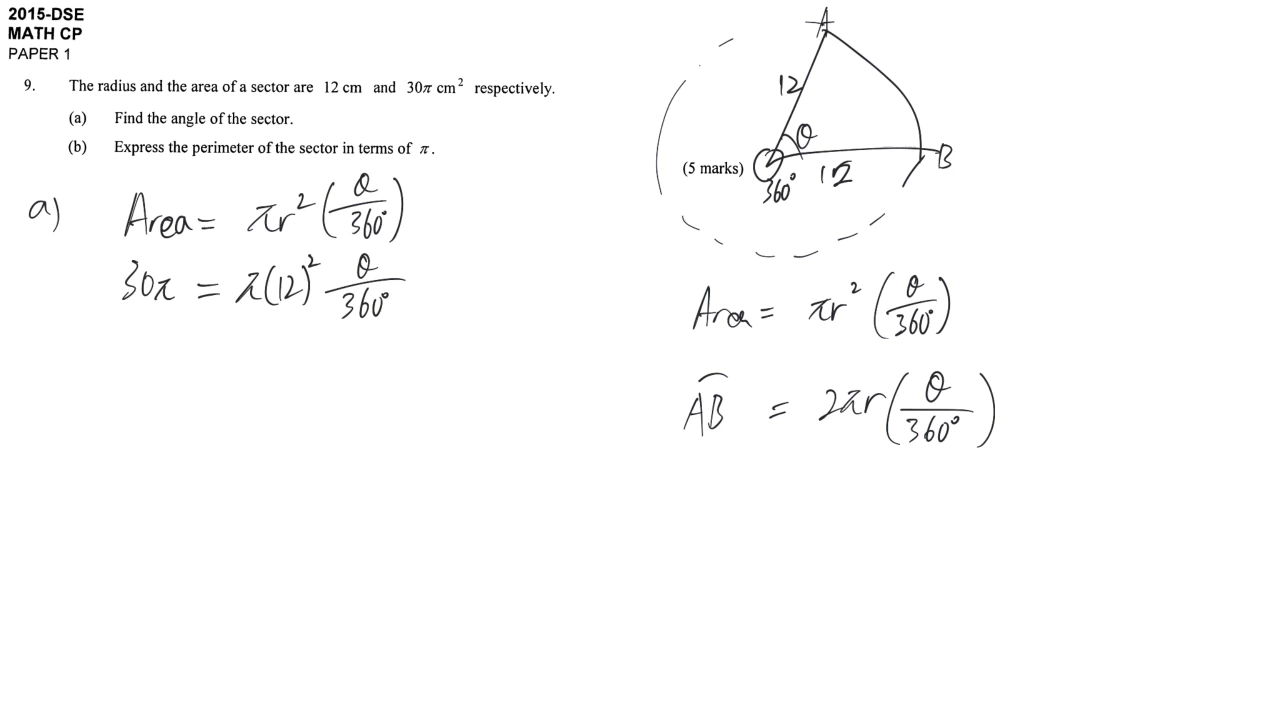 2015-DSE
MATH CP
PAPER 1
9. The radius and the area of a sector are 12 cm and 30π cm² respectively.
(a) Find the angle of the sector.
(b) Express the perimeter of the sector in terms of π.
(5 marks)
A
12
θ
B
12
360°
a) Area = πr²(θ/360°)
30π = π(12)² θ/360°
Area = πr²(θ/360°)
⌒AB = 2πr(θ/360°)